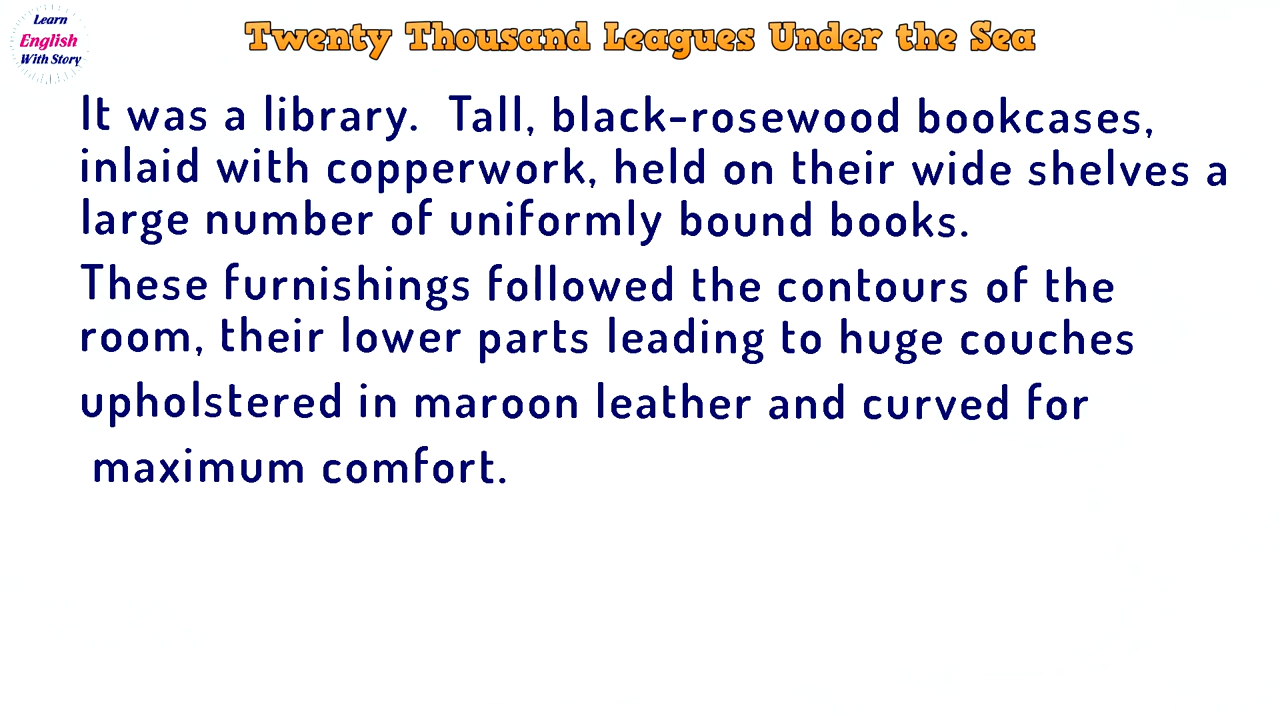 Learn
English
With Story
Twenty Thousand Leagues Under the Sea
It was a library.  Tall, black-rosewood bookcases,
inlaid with copperwork, held on their wide shelves a
large number of uniformly bound books.
These furnishings followed the contours of the
room, their lower parts leading to huge couches
upholstered in maroon leather and curved for
maximum comfort.